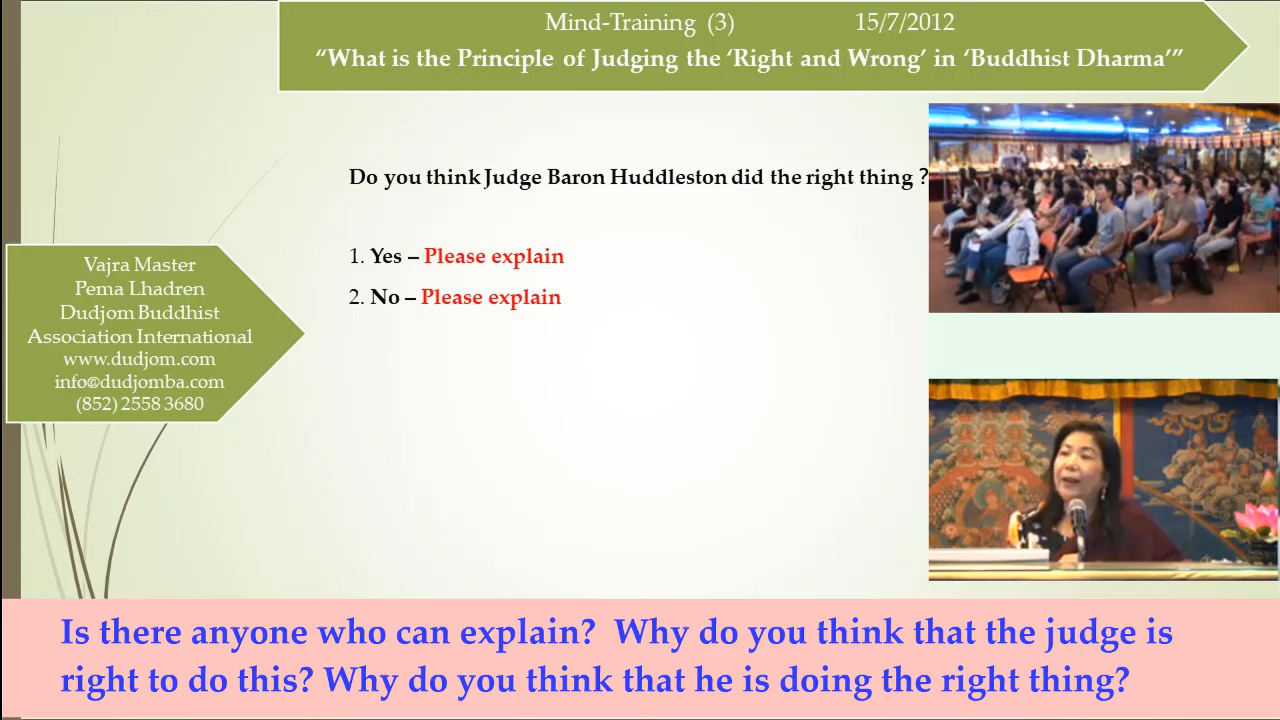 Mind-Training (3) 15/7/2012
“What is the Principle of Judging the ‘Right and Wrong’ in ‘Buddhist Dharma’”
Do you think Judge Baron Huddleston did the right thing ?
1. Yes – Please explain
2. No – Please explain
Vajra Master
Pema Lhadren
Dudjom Buddhist
Association International
www.dudjom.com
info@dudjomba.com
(852) 2558 3680
Is there anyone who can explain? Why do you think that the judge is
right to do this? Why do you think that he is doing the right thing?